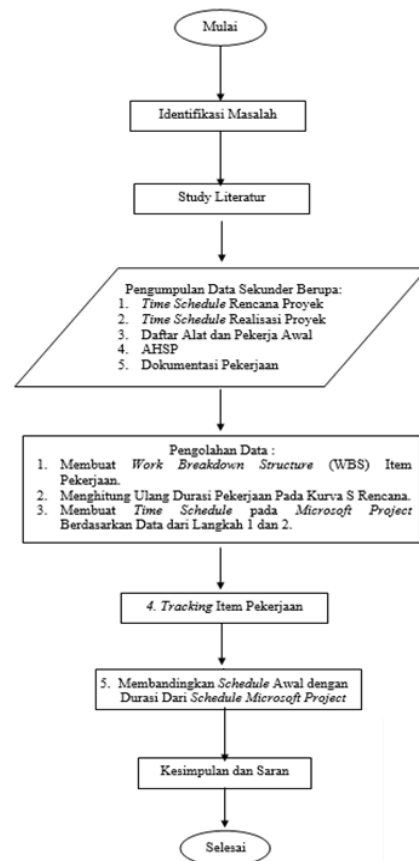 Mulai
Identifikasi Masalah
Study Literatur
Pengumpulan Data Sekunder Berupa:
1. Time Schedule Rencana Proyek
2. Time Schedule Realisasi Proyek
3. Daftar Alat dan Pekerja Awal
4. AHSP
5. Dokumentasi Pekerjaan
Pengolahan Data :
1. Membuat Work Breakdown Structure (WBS) Item
Pekerjaan.
2. Menghitung Ulang Durasi Pekerjaan Pada Kurva S Rencana.
3. Membuat Time Schedule pada Microsoft Project
Berdasarkan Data dari Langkah 1 dan 2.
4. Tracking Item Pekerjaan
5. Membandingkan Schedule Awal dengan
Durasi Dari Schedule Microsoft Project
Kesimpulan dan Saran
Selesai